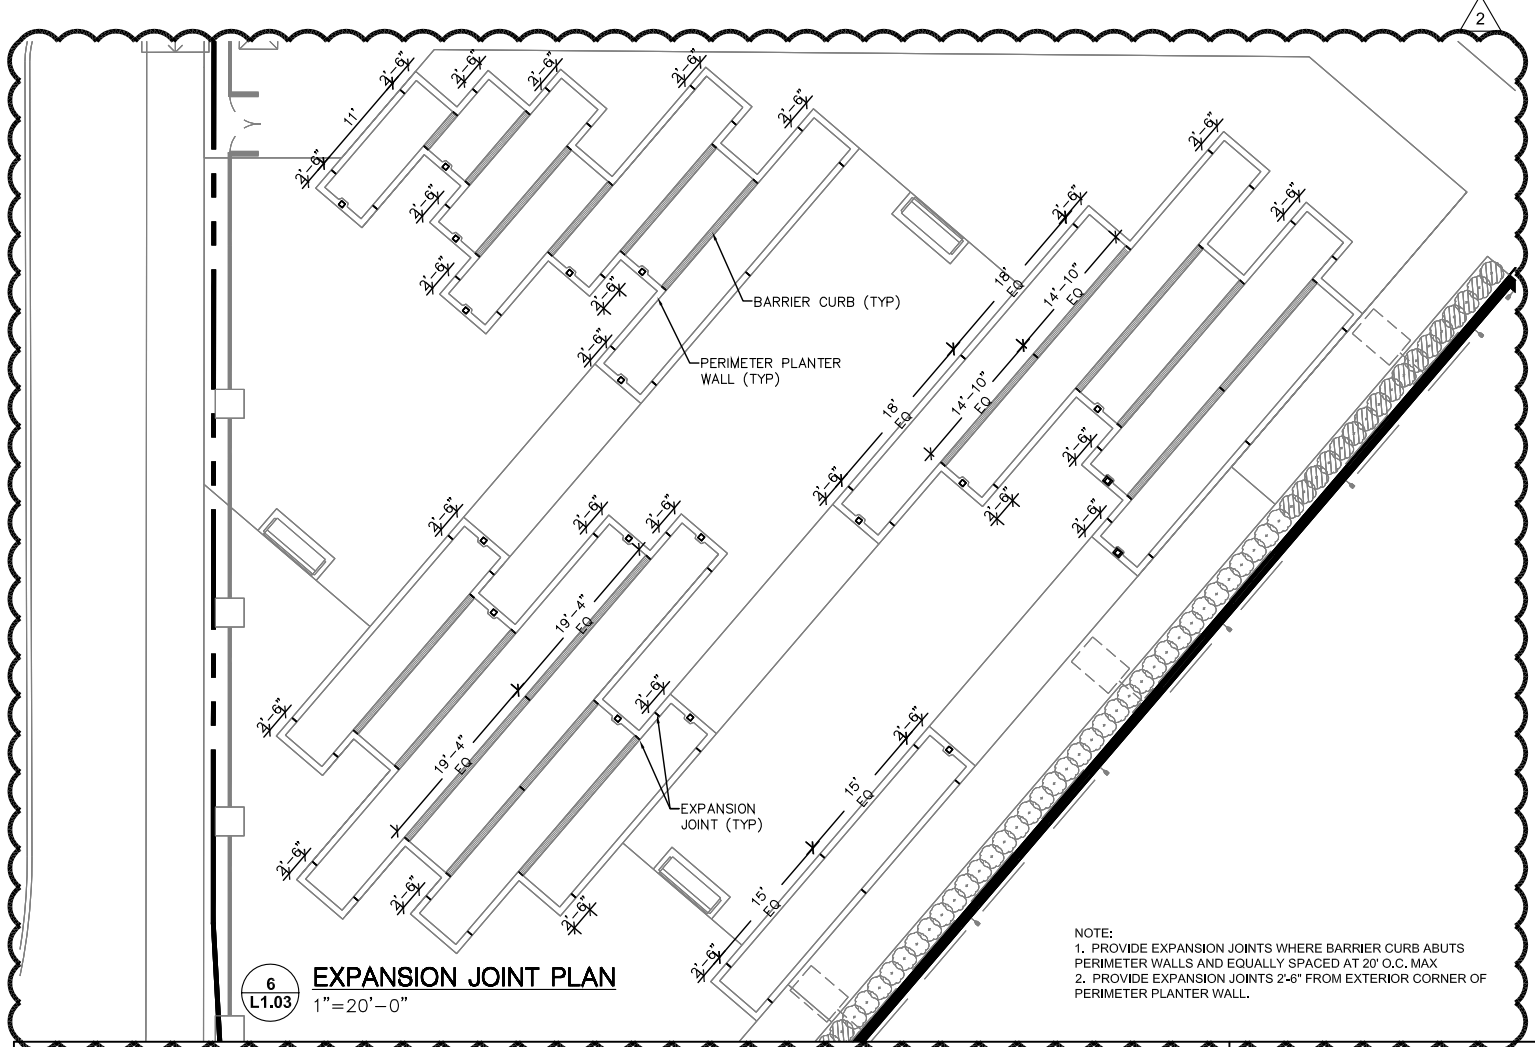 2
2'-6"
2'-6"
2'-6"
2'-6"
11'
2'-6"
2'-6"
2'-6"
2'-6"
2'-6"
2'-6"
2'-6"
2'-6"
2'-6"
2'-6"
18'
EQ
14'-10"
EQ
BARRIER CURB (TYP)
PERIMETER PLANTER
WALL (TYP)
18'
EQ
14'-10"
EQ
2'-6"
2'-6"
2'-6"
2'-6"
2'-6"
2'-6"
2'-6"
19'-4"
EQ
2'-6"
2'-6"
19'-4"
EQ
2'-6"
15'
EQ
EXPANSION
JOINT (TYP)
2'-6"
2'-6"
2'-6"
15'
EQ
2'-6"
NOTE:
1. PROVIDE EXPANSION JOINTS WHERE BARRIER CURB ABUTS
PERIMETER WALLS AND EQUALLY SPACED AT 20' O.C. MAX
2. PROVIDE EXPANSION JOINTS 2'-6" FROM EXTERIOR CORNER OF
PERIMETER PLANTER WALL.
6
L1.03
EXPANSION JOINT PLAN
1"=20'-0"